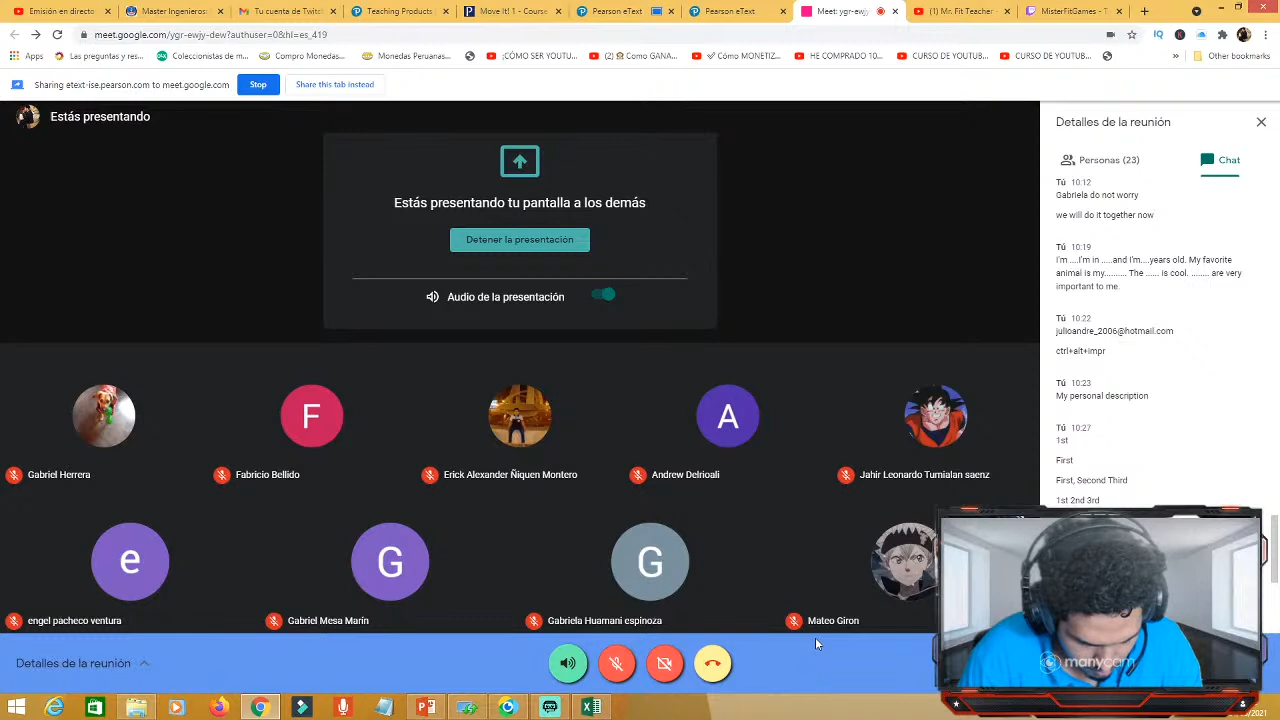 Emisión en directo
Master Ingenieros:
Tu cuenta de Twitc
Teaching Products
Move It! 1 - Course
Pearson eText
Pearson eText
Meet: ygr-ewjy
(1) Mr. Fit Teacher -
MisterFitGames - T
meet.google.com/ygr-ewjy-dew?authuser=0&hl=es_419
Apps
Las preguntas y res...
Coleccionistas de m...
Compro Monedas...
Monedas Peruanas...
¡CÓMO SER YOUTU...
(2) Como GANA...
Cómo MONETIZ...
HE COMPRADO 10...
CURSO DE YOUTUB...
CURSO DE YOUTUB...
Other bookmarks
Sharing etext-ise.pearson.com to meet.google.com
Stop
Share this tab instead
Estás presentando
Estás presentando tu pantalla a los demás
Detener la presentación
Audio de la presentación
Detalles de la reunión
Personas (23)
Chat
Tú 10:12
Gabriela do not worry
we will do it together now
Tú 10:19
I'm ....I'm in .....and I'm....years old. My favorite
animal is my.......... The ...... is cool. ........ are very
important to me.
Tú 10:22
julioandre_2006@hotmail.com
ctrl+alt+impr
Tú 10:23
My personal description
Tú 10:27
1st
First
First, Second Third
1st 2nd 3rd
F
A
Gabriel Herrera
Fabricio Bellido
Erick Alexander Ñiquen Montero
Andrew Delrioali
Jahir Leonardo Tumialan saenz
e
G
G
engel pacheco ventura
Gabriel Mesa Marín
Gabriela Huamani espinoza
Mateo Giron
Detalles de la reunión
manycam
/2021